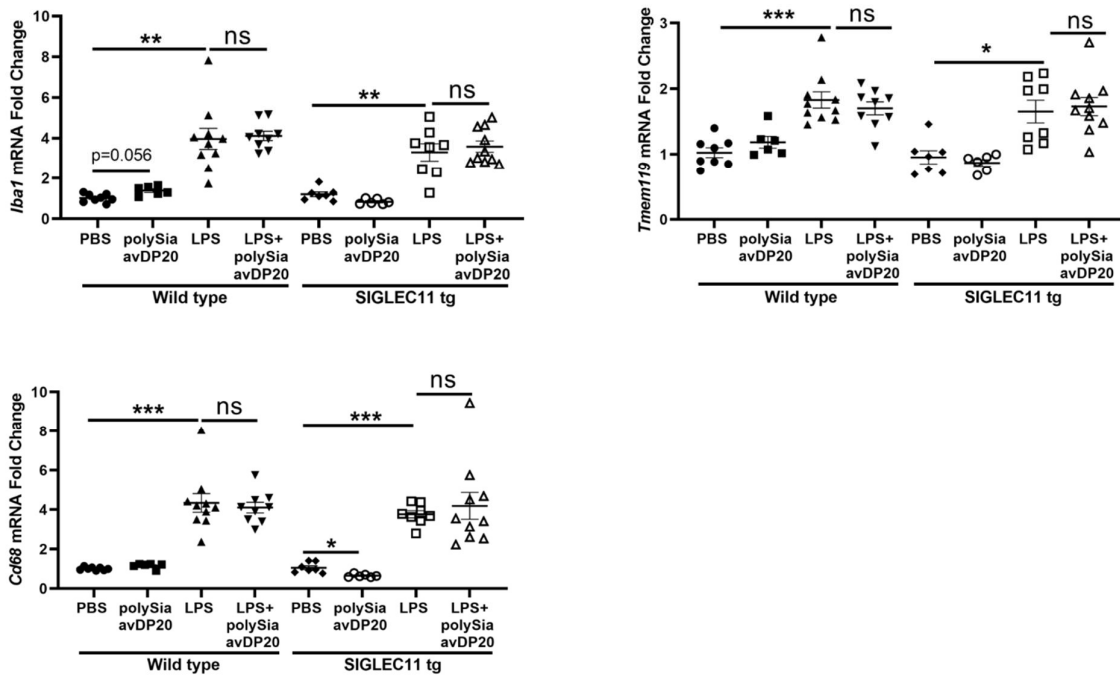 Iba1 mRNA Fold Change
10
8
6
4
2
0
**
ns
p=0.056
**
ns
PBS
polySia
avDP20
LPS
LPS+
polySia
avDP20
PBS
polySia
avDP20
LPS
LPS+
polySia
avDP20
Wild type
SIGLEC11 tg
Tmem119 mRNA Fold Change
3
2
1
0
***
ns
*
ns
PBS
polySia
avDP20
LPS
LPS+
polySia
avDP20
PBS
polySia
avDP20
LPS
LPS+
polySia
avDP20
Wild type
SIGLEC11 tg
Cd68 mRNA Fold Change
10
8
6
4
2
0
***
ns
***
*
ns
PBS
polySia
avDP20
LPS
LPS+
polySia
avDP20
PBS
polySia
avDP20
LPS
LPS+
polySia
avDP20
Wild type
SIGLEC11 tg